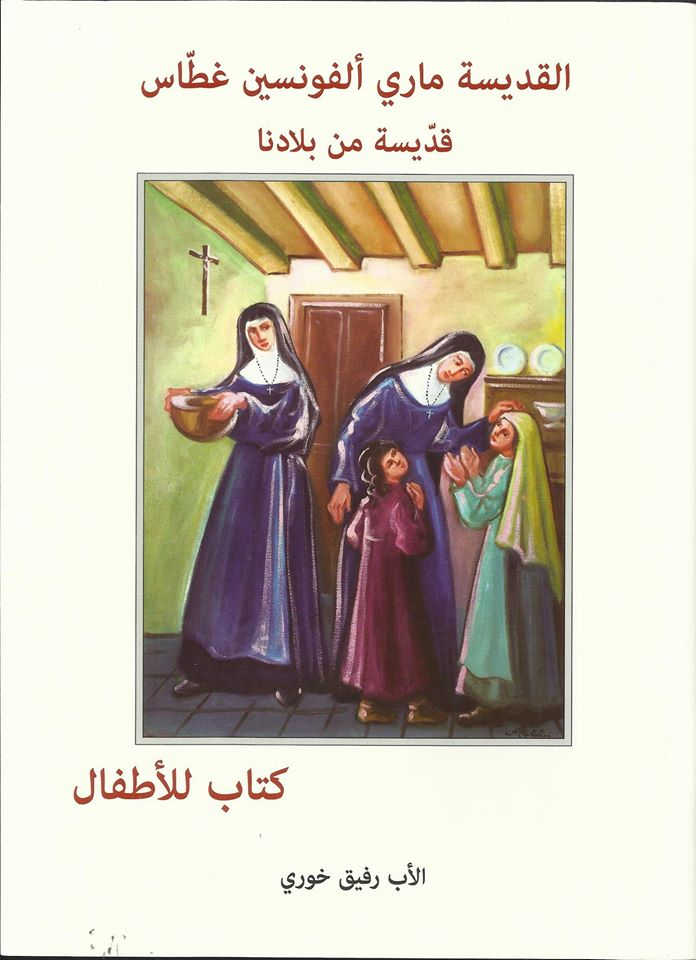 القديسة ماري ألفونسين غطّاس
قدّيسة من بلادنا
كتاب للأطفال
الأب رفيق خوري